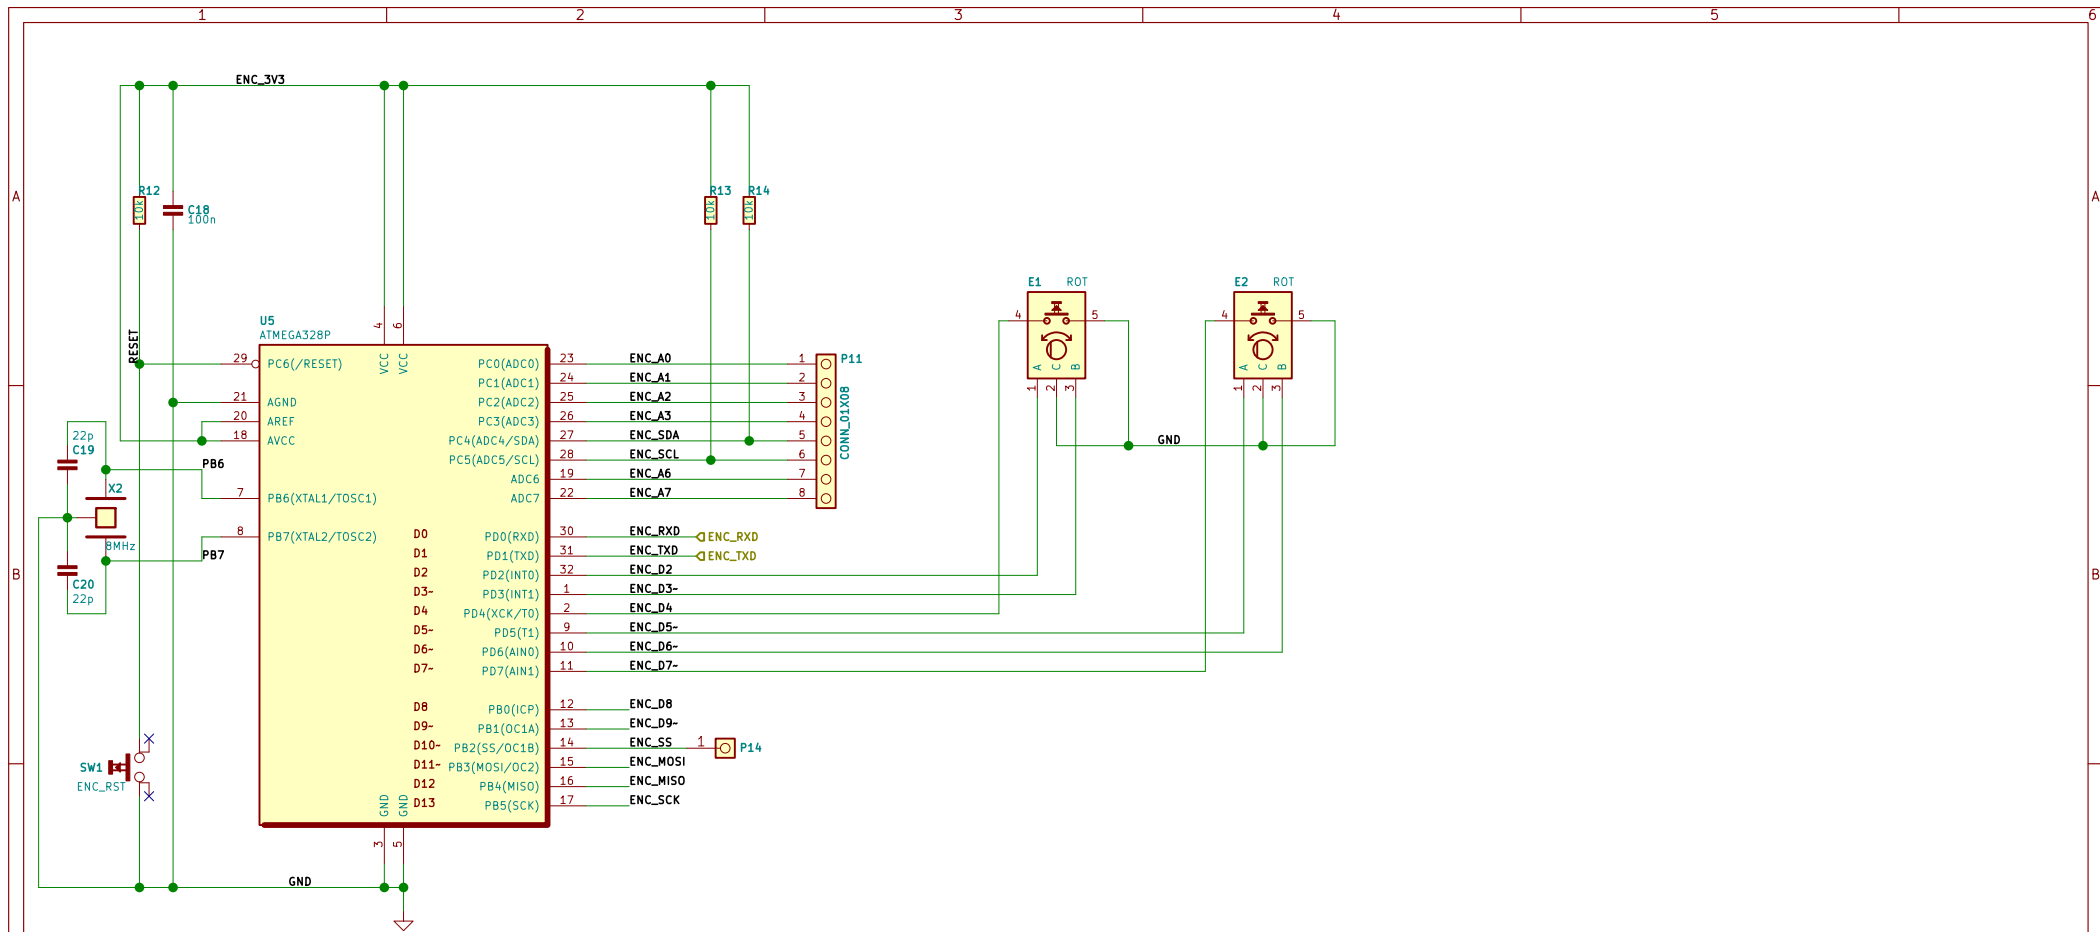 1 2 3 4 5 6
ENC_3V3
A A
R12 10k
C18
100n
R13 10k
R14 10k
RESET
U5
ATMEGA328P
4 VCC
6 VCC
29 PC6(/RESET)
21 AGND
20 AREF
18 AVCC
7 PB6(XTAL1/TOSC1)
8 PB7(XTAL2/TOSC2)
22p
C19
PB6
X2
8MHz
PB7
C20
22p
PC0(ADC0) 23 ENC_A0 1
PC1(ADC1) 24 ENC_A1 2
PC2(ADC2) 25 ENC_A2 3
PC3(ADC3) 26 ENC_A3 4
PC4(ADC4/SDA) 27 ENC_SDA 5
PC5(ADC5/SCL) 28 ENC_SCL 6
ADC6 19 ENC_A6 7
ADC7 22 ENC_A7 8
P11
CONN_01X08
D0 PD0(RXD) 30 ENC_RXD ENC_RXD
D1 PD1(TXD) 31 ENC_TXD ENC_TXD
D2 PD2(INT0) 32 ENC_D2
D3~ PD3(INT1) 1 ENC_D3~
D4 PD4(XCK/T0) 2 ENC_D4
D5~ PD5(T1) 9 ENC_D5~
D6~ PD6(AIN0) 10 ENC_D6~
D7~ PD7(AIN1) 11 ENC_D7~
D8 PB0(ICP) 12 ENC_D8
D9~ PB1(OC1A) 13 ENC_D9~
D10~ PB2(SS/OC1B) 14 ENC_SS 1 P14
D11~ PB3(MOSI/OC2) 15 ENC_MOSI
D12 PB4(MISO) 16 ENC_MISO
D13 PB5(SCK) 17 ENC_SCK
GND 3
GND 5
E1 ROT
4 5
A C B
1 2 3
E2 ROT
4 5
A C B
1 2 3
GND
B B
SW1
ENC_RST
GND